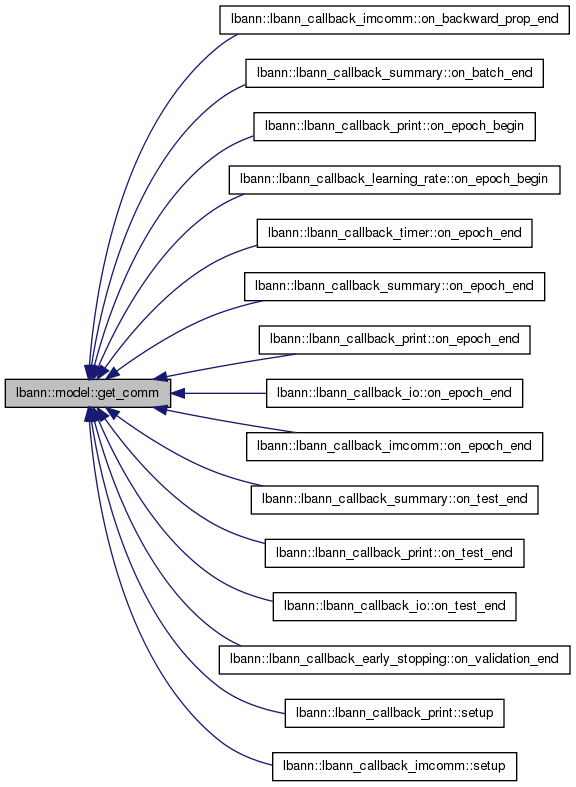 lbann::lbann_callback_imcomm::on_backward_prop_end
lbann::lbann_callback_summary::on_batch_end
lbann::lbann_callback_print::on_epoch_begin
lbann::lbann_callback_learning_rate::on_epoch_begin
lbann::lbann_callback_timer::on_epoch_end
lbann::lbann_callback_summary::on_epoch_end
lbann::lbann_callback_print::on_epoch_end
lbann::model::get_comm
lbann::lbann_callback_io::on_epoch_end
lbann::lbann_callback_imcomm::on_epoch_end
lbann::lbann_callback_summary::on_test_end
lbann::lbann_callback_print::on_test_end
lbann::lbann_callback_io::on_test_end
lbann::lbann_callback_early_stopping::on_validation_end
lbann::lbann_callback_print::setup
lbann::lbann_callback_imcomm::setup